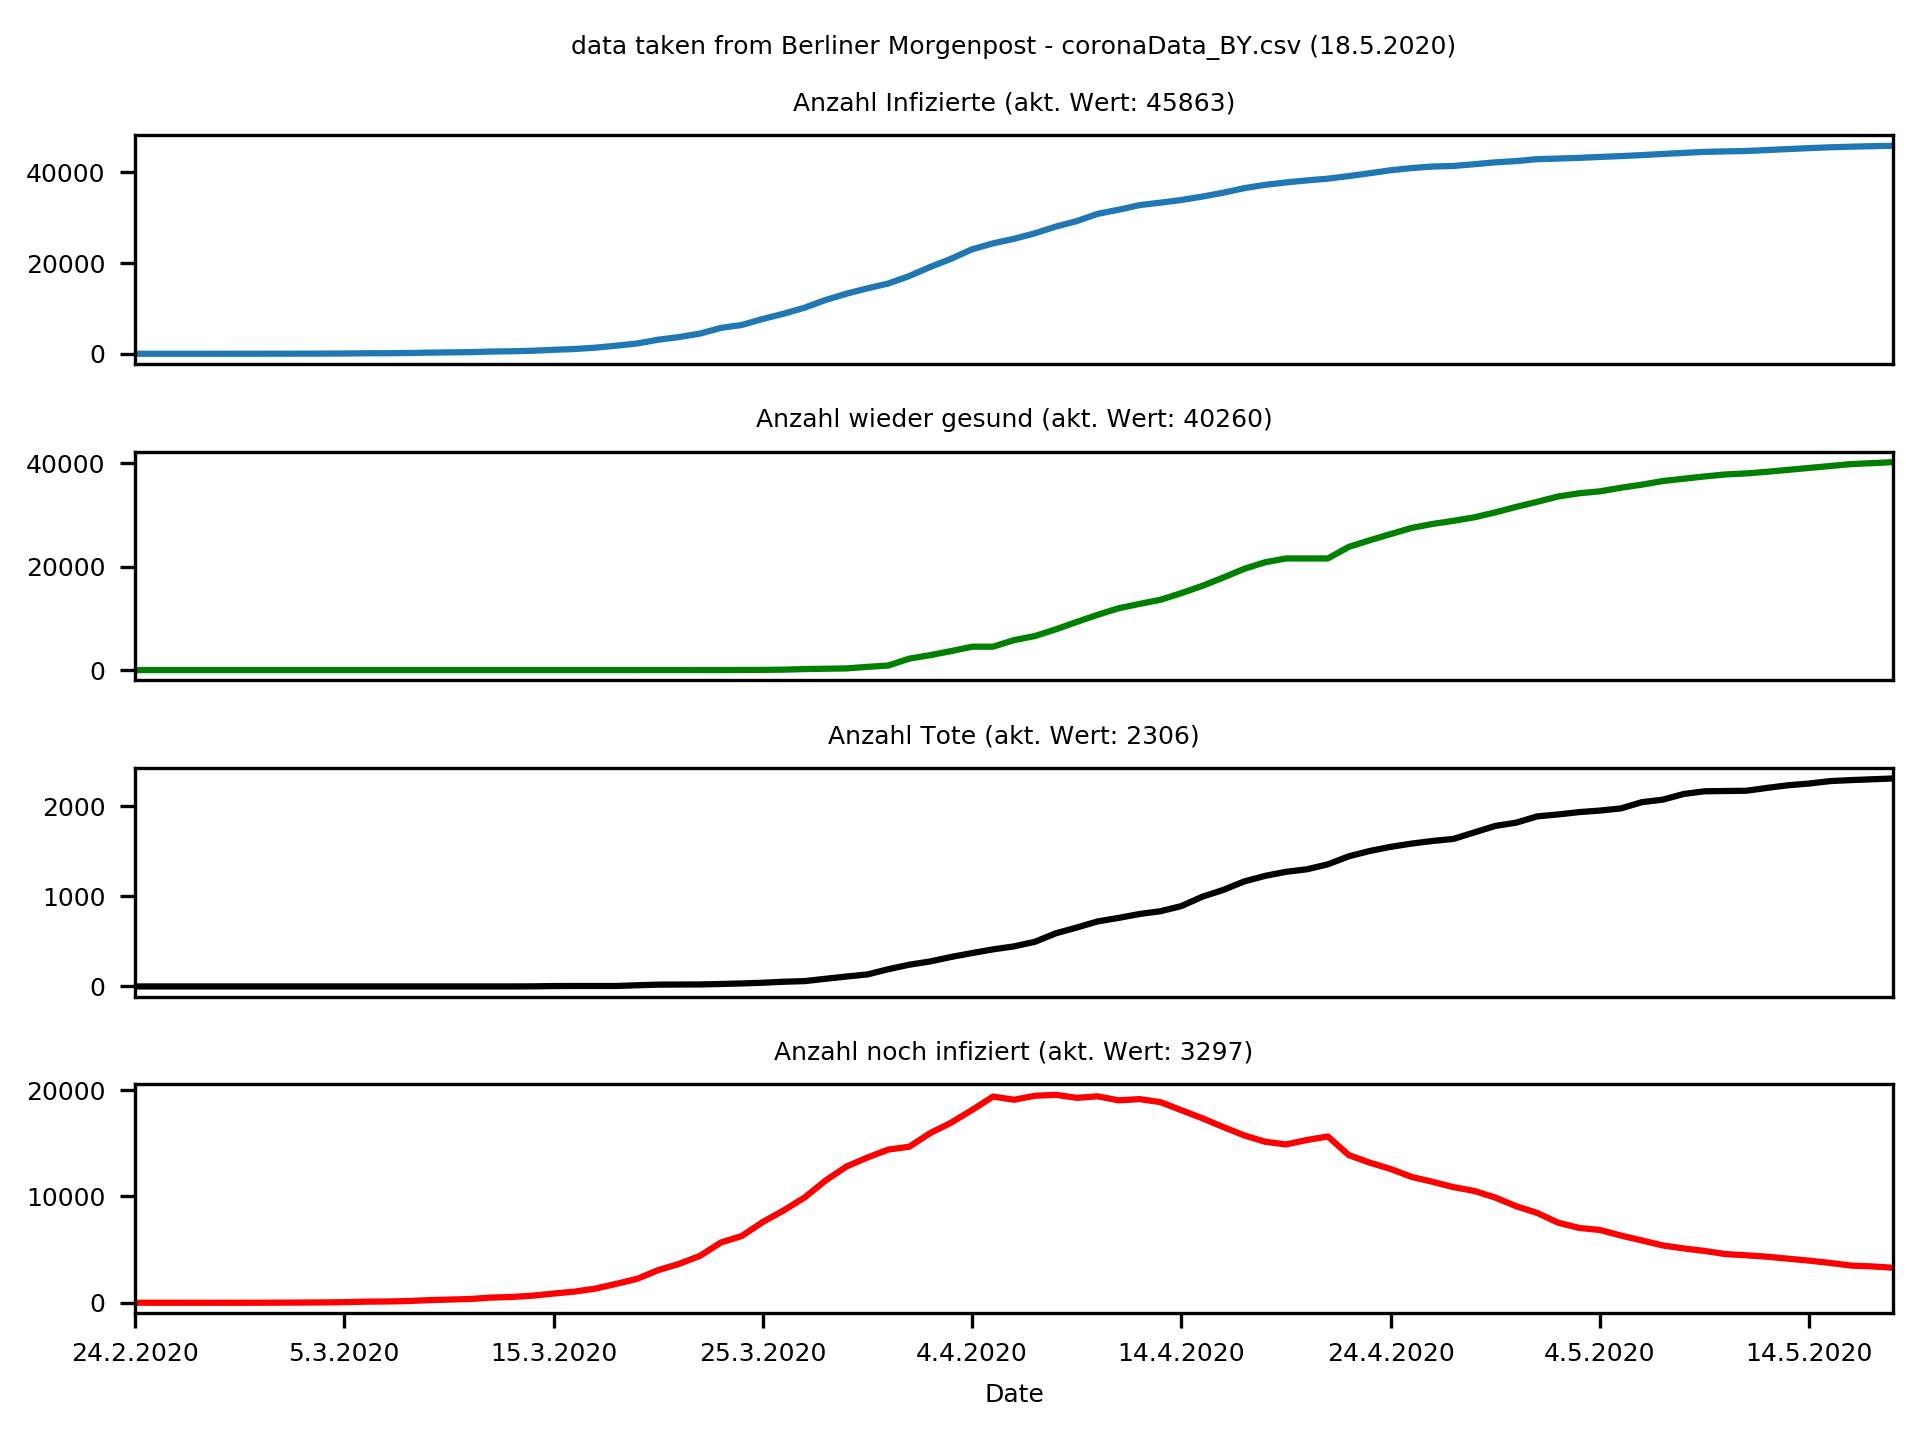 data taken from Berliner Morgenpost - coronaData_BY.csv (18.5.2020)
Anzahl Infizierte (akt. Wert: 45863)
40000
20000
0
Anzahl wieder gesund (akt. Wert: 40260)
40000
20000
0
Anzahl Tote (akt. Wert: 2306)
2000
1000
0
Anzahl noch infiziert (akt. Wert: 3297)
20000
10000
0
24.2.2020 5.3.2020 15.3.2020 25.3.2020 4.4.2020 14.4.2020 24.4.2020 4.5.2020 14.5.2020
Date